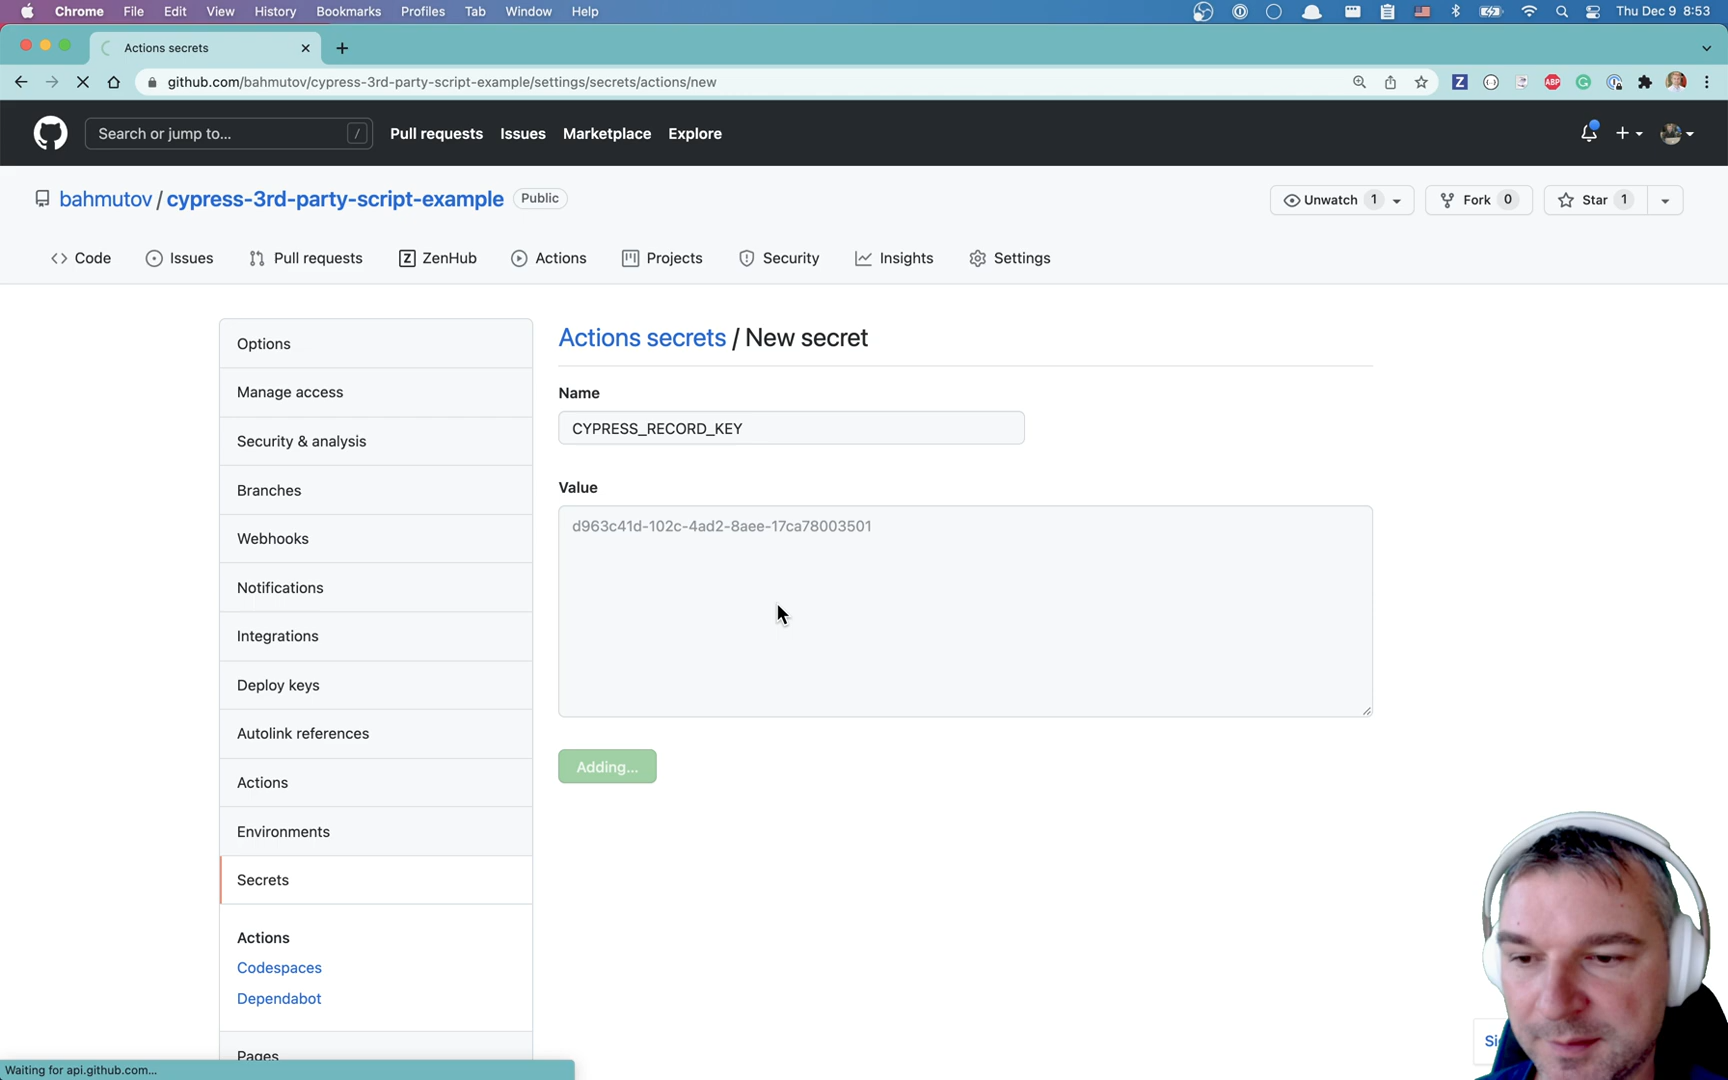 Chrome File Edit View History Bookmarks Profiles Tab Window Help
Thu Dec 9 8:53
Actions secrets
github.com/bahmutov/cypress-3rd-party-script-example/settings/secrets/actions/new
Search or jump to... /
Pull requests Issues Marketplace Explore
bahmutov / cypress-3rd-party-script-example Public
Unwatch 1 Fork 0 Star 1
Code Issues Pull requests ZenHub Actions Projects Security Insights Settings
Options
Manage access
Security & analysis
Branches
Webhooks
Notifications
Integrations
Deploy keys
Autolink references
Actions
Environments
Secrets
Actions
Codespaces
Dependabot
Pages
Actions secrets / New secret
Name
CYPRESS_RECORD_KEY
Value
d963c41d-102c-4ad2-8aee-17ca78003501
Adding...
Waiting for api.github.com...